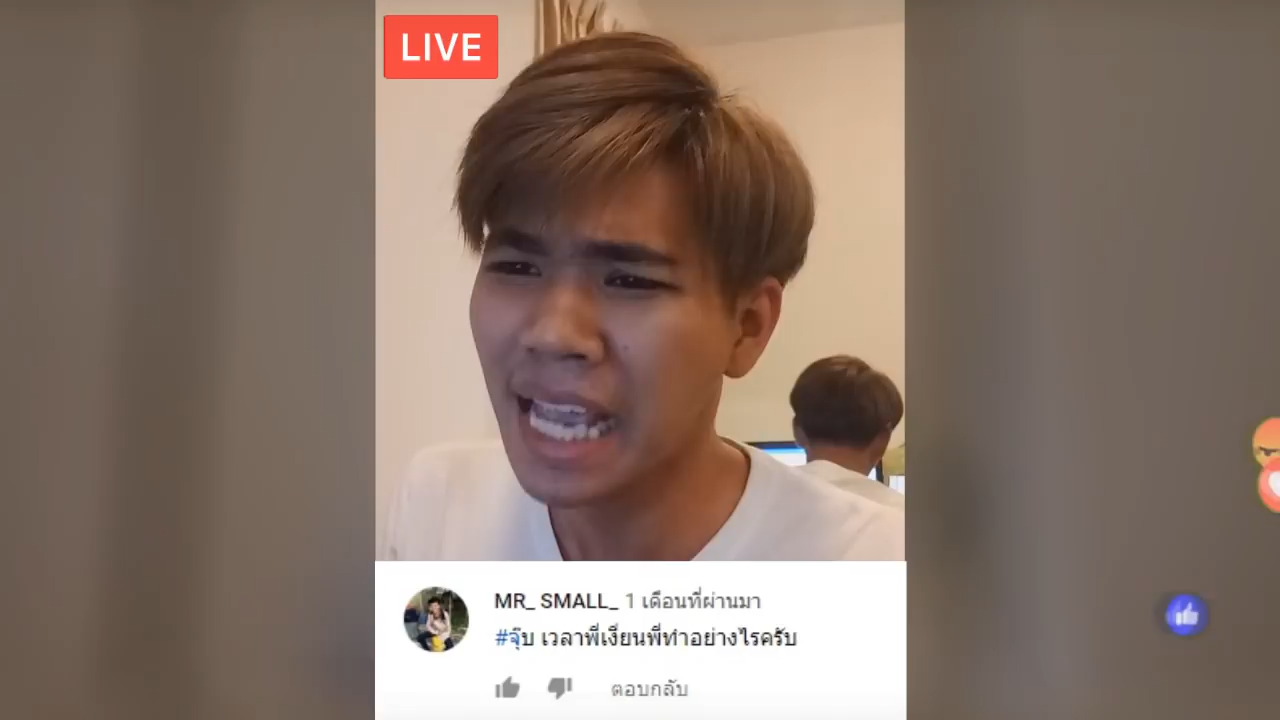 LIVE
MR_ SMALL_ 1 เดือนที่ผ่านมา
#จุ๊บ เวลาพี่เงี่ยนพี่ทำอย่างไรครับ
ตอบกลับ